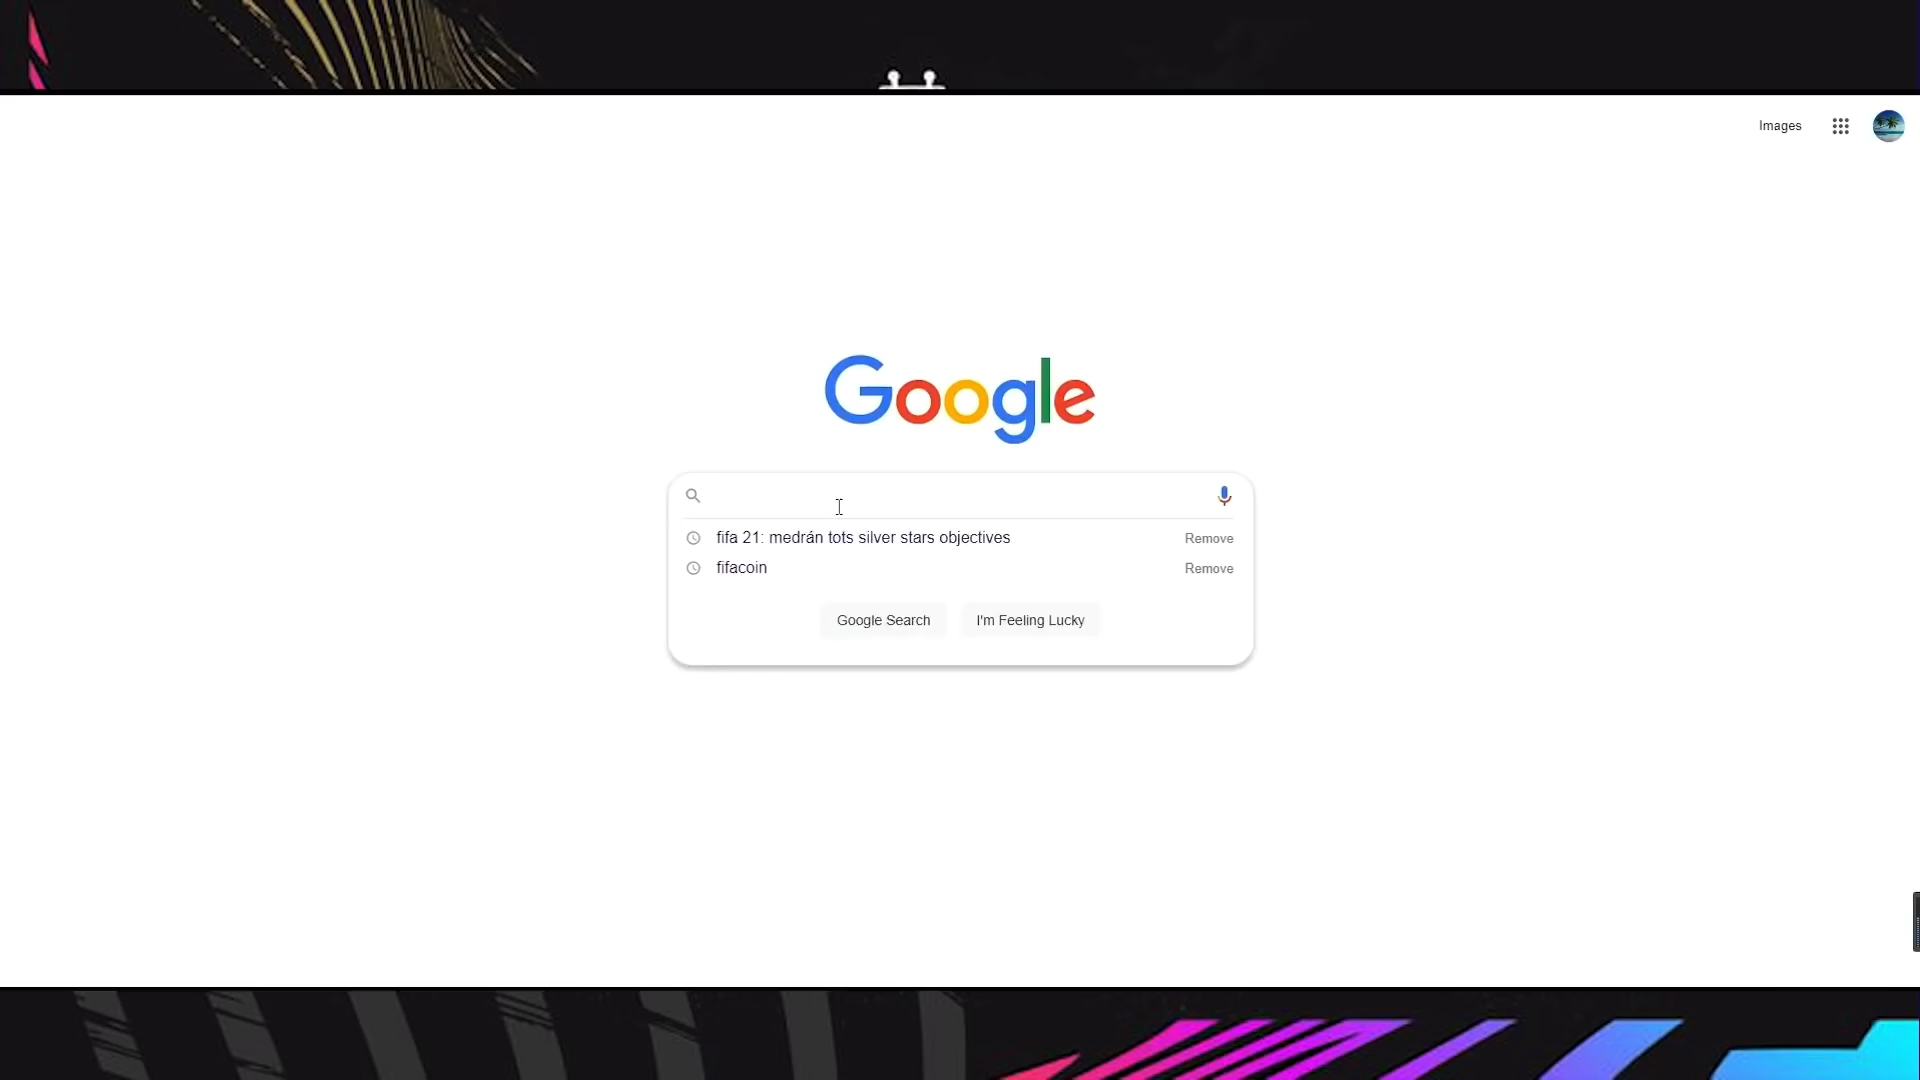 Images
Google
fifa 21: medrán tots silver stars objectives
Remove
fifacoin
Remove
Google Search
I'm Feeling Lucky